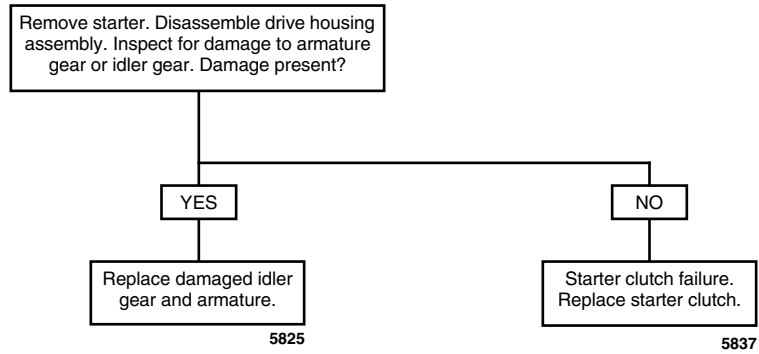 Remove starter. Disassemble drive housing
assembly. Inspect for damage to armature
gear or idler gear. Damage present?
YES
NO
Replace damaged idler
gear and armature.
Starter clutch failure.
Replace starter clutch.
5825
5837